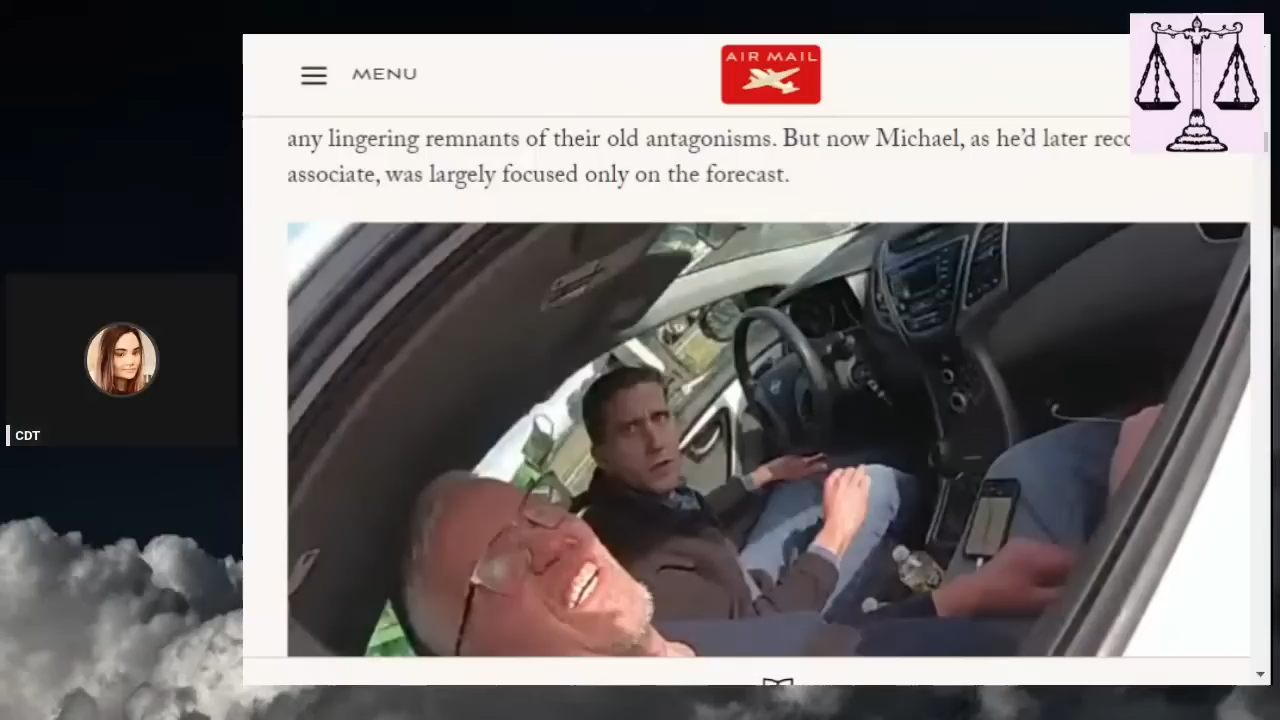 MENU
AIR MAIL
any lingering remnants of their old antagonisms. But now Michael, as he'd later
associate, was largely focused only on the forecast.
CDT